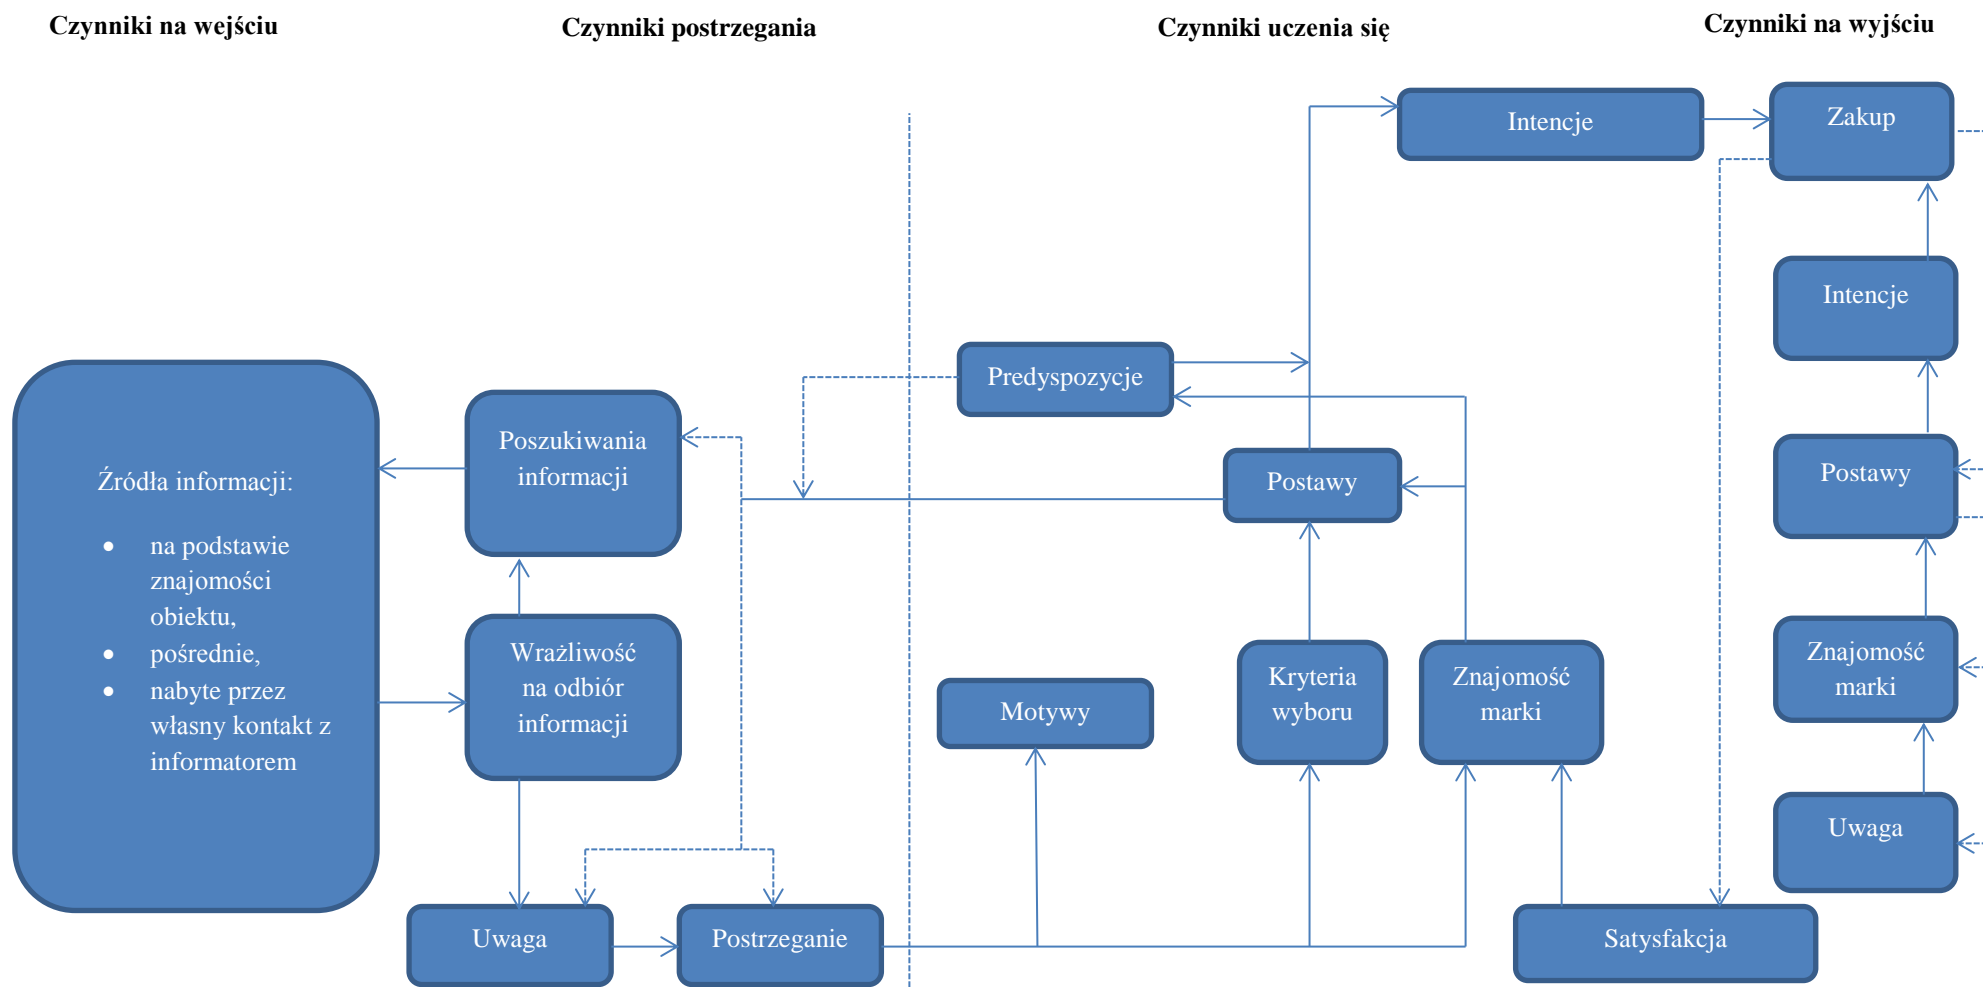 Czynniki na wejściu
Czynniki postrzegania
Czynniki uczenia się
Czynniki na wyjściu
Źródła informacji:
• na podstawie
znajomości
obiektu,
• pośrednie,
• nabyte przez
własny kontakt z
informatorem
Poszukiwania
informacji
Wrażliwość
na odbiór
informacji
Uwaga
Postrzeganie
Predyspozycje
Motywy
Intencje
Postawy
Kryteria
wyboru
Znajomość
marki
Satysfakcja
Zakup
Intencje
Postawy
Znajomość
marki
Uwaga